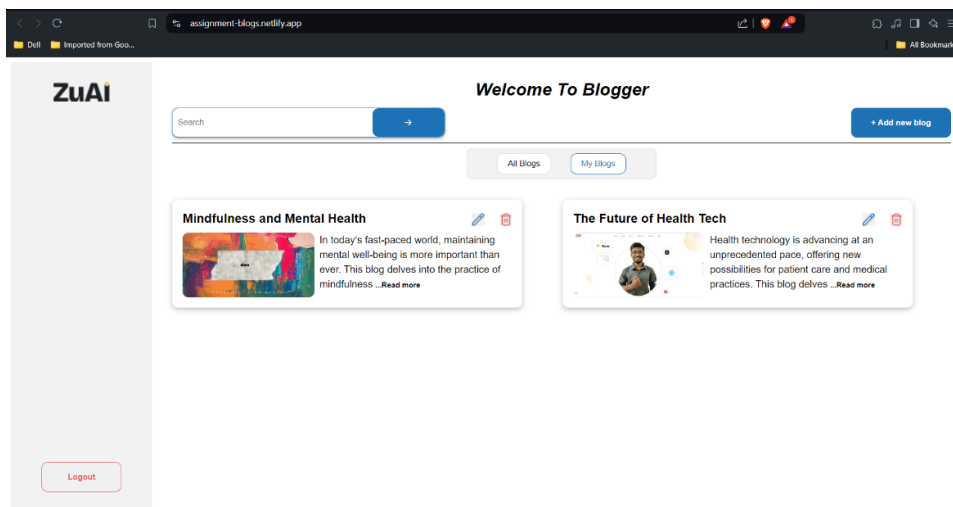 assignment-blogs.netlify.app
Dell
Imported from Goo...
All Bookmark
ZuAi
Welcome To Blogger
Search
+ Add new blog
All Blogs
My Blogs
Mindfulness and Mental Health
In today's fast-paced world, maintaining
mental well-being is more important than
ever. This blog delves into the practice of
mindfulness ...Read more
The Future of Health Tech
Health technology is advancing at an
unprecedented pace, offering new
possibilities for patient care and medical
practices. This blog delves ...Read more
Logout